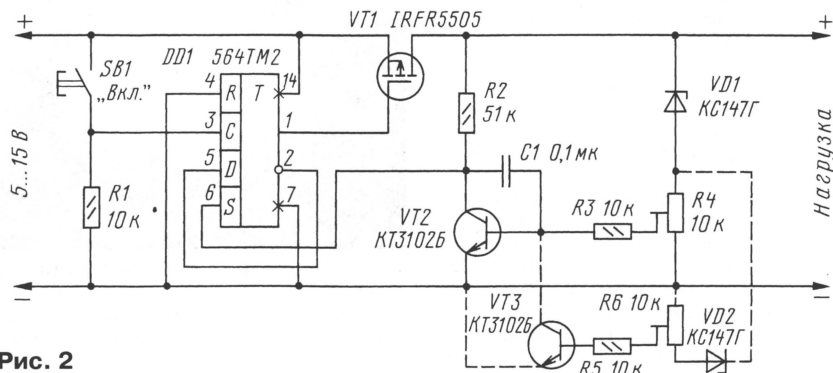 VT1 IRFR5505
+
+
DD1 564TM2
SB1
„Вкл.”
4
R
T
14
3
C
1
5
D
2
6
S
7
R1
10 к
5...15 В
R2
51 к
C1 0,1 мк
VD1
КС147Г
VT2
КТ3102Б
R3 10 к
R4
10 к
Нагрузка
–
–
VT3
КТ3102Б
R6 10 к
VD2
КС147Г
R5 10 к
Рис. 2